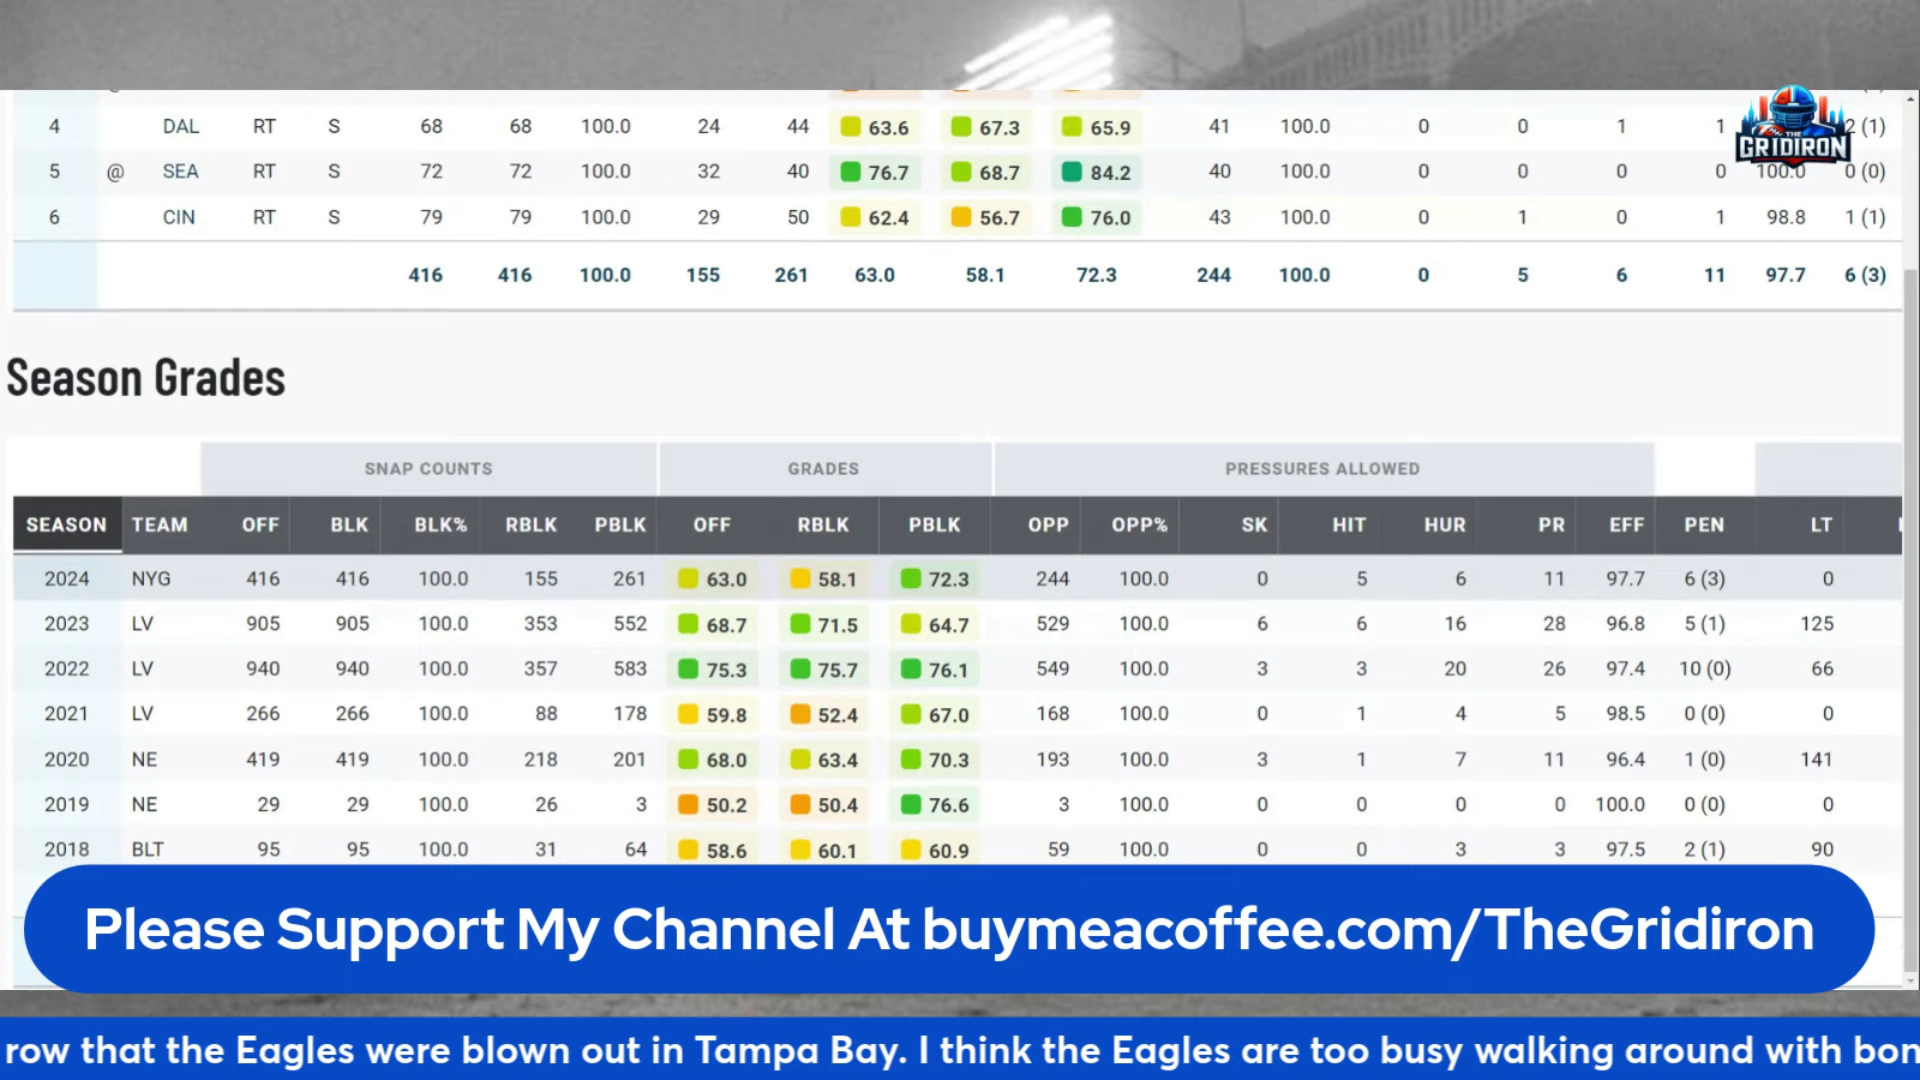 4 DAL RT S 68 68 100.0 24 44 63.6 67.3 65.9 41 100.0 0 0 1 1 2 (1)
5 @ SEA RT S 72 72 100.0 32 40 76.7 68.7 84.2 40 100.0 0 0 0 0 100.0 0 (0)
6 CIN RT S 79 79 100.0 29 50 62.4 56.7 76.0 43 100.0 0 1 0 1 98.8 1 (1)
416 416 100.0 155 261 63.0 58.1 72.3 244 100.0 0 5 6 11 97.7 6 (3)
THE
GRIDIRON
Season Grades
SNAP COUNTS GRADES PRESSURES ALLOWED
SEASON TEAM OFF BLK BLK% RBLK PBLK OFF RBLK PBLK OPP OPP% SK HIT HUR PR EFF PEN LT
2024 NYG 416 416 100.0 155 261 63.0 58.1 72.3 244 100.0 0 5 6 11 97.7 6 (3) 0
2023 LV 905 905 100.0 353 552 68.7 71.5 64.7 529 100.0 6 6 16 28 96.8 5 (1) 125
2022 LV 940 940 100.0 357 583 75.3 75.7 76.1 549 100.0 3 3 20 26 97.4 10 (0) 66
2021 LV 266 266 100.0 88 178 59.8 52.4 67.0 168 100.0 0 1 4 5 98.5 0 (0) 0
2020 NE 419 419 100.0 218 201 68.0 63.4 70.3 193 100.0 3 1 7 11 96.4 1 (0) 141
2019 NE 29 29 100.0 26 3 50.2 50.4 76.6 3 100.0 0 0 0 0 100.0 0 (0) 0
2018 BLT 95 95 100.0 31 64 58.6 60.1 60.9 59 100.0 0 0 3 3 97.5 2 (1) 90
Please Support My Channel At buymeacoffee.com/TheGridiron
row that the Eagles were blown out in Tampa Bay. I think the Eagles are too busy walking around with bon